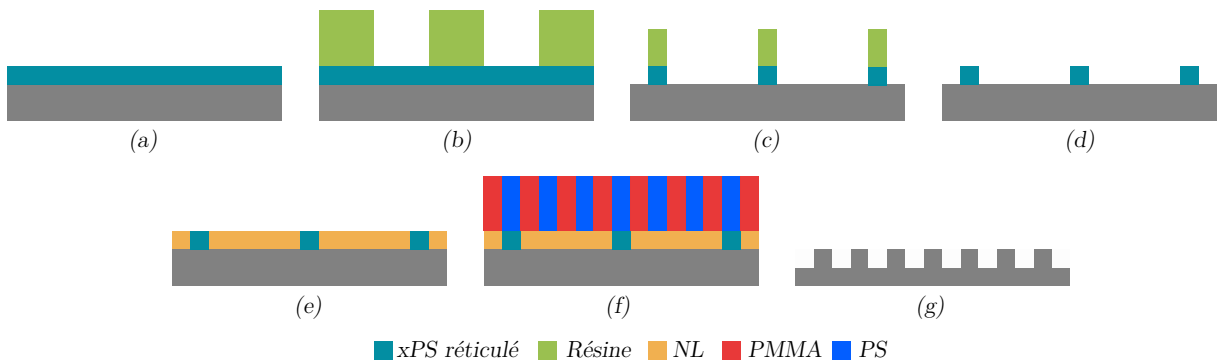 (a)
(b)
(c)
(d)
(e)
(f)
(g)
xPS réticulé
Résine
NL
PMMA
PS